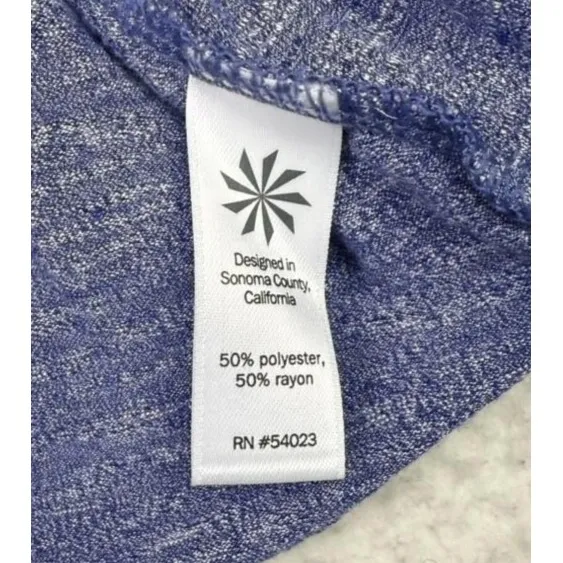 Designed in
Sonoma County,
California
50% polyester,
50% rayon
RN #54023